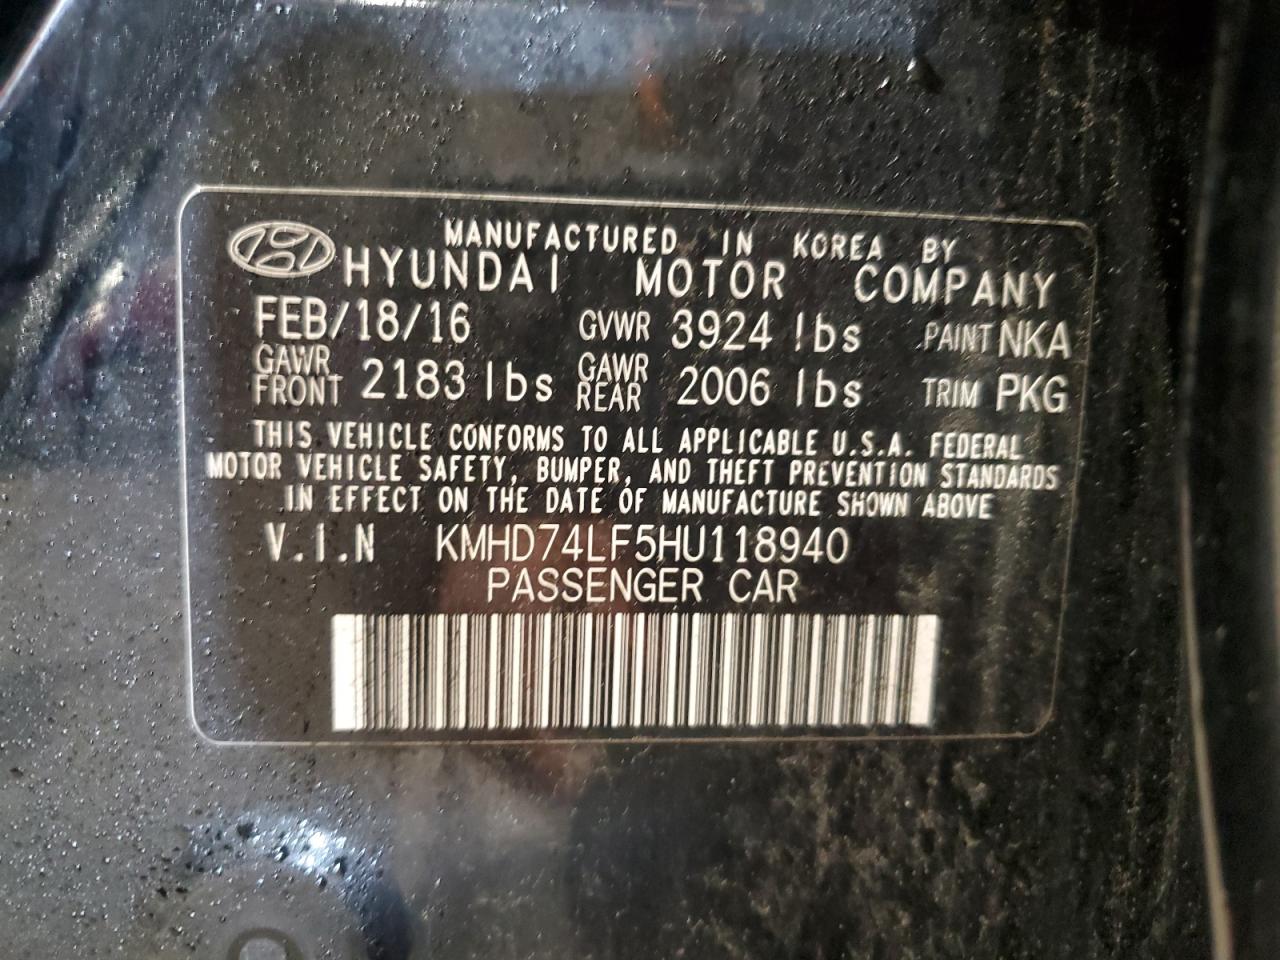 MANUFACTURED IN KOREA BY
HYUNDAI MOTOR COMPANY
FEB/18/16 GVWR 3924 lbs PAINT NKA
GAWR FRONT 2183 lbs GAWR REAR 2006 lbs TRIM PKG
THIS VEHICLE CONFORMS TO ALL APPLICABLE U.S.A. FEDERAL
MOTOR VEHICLE SAFETY, BUMPER, AND THEFT PREVENTION STANDARDS
IN EFFECT ON THE DATE OF MANUFACTURE SHOWN ABOVE
V.I.N KMHD74LF5HU118940
PASSENGER CAR